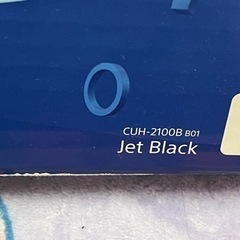 CUH-2100B B01
Jet Black